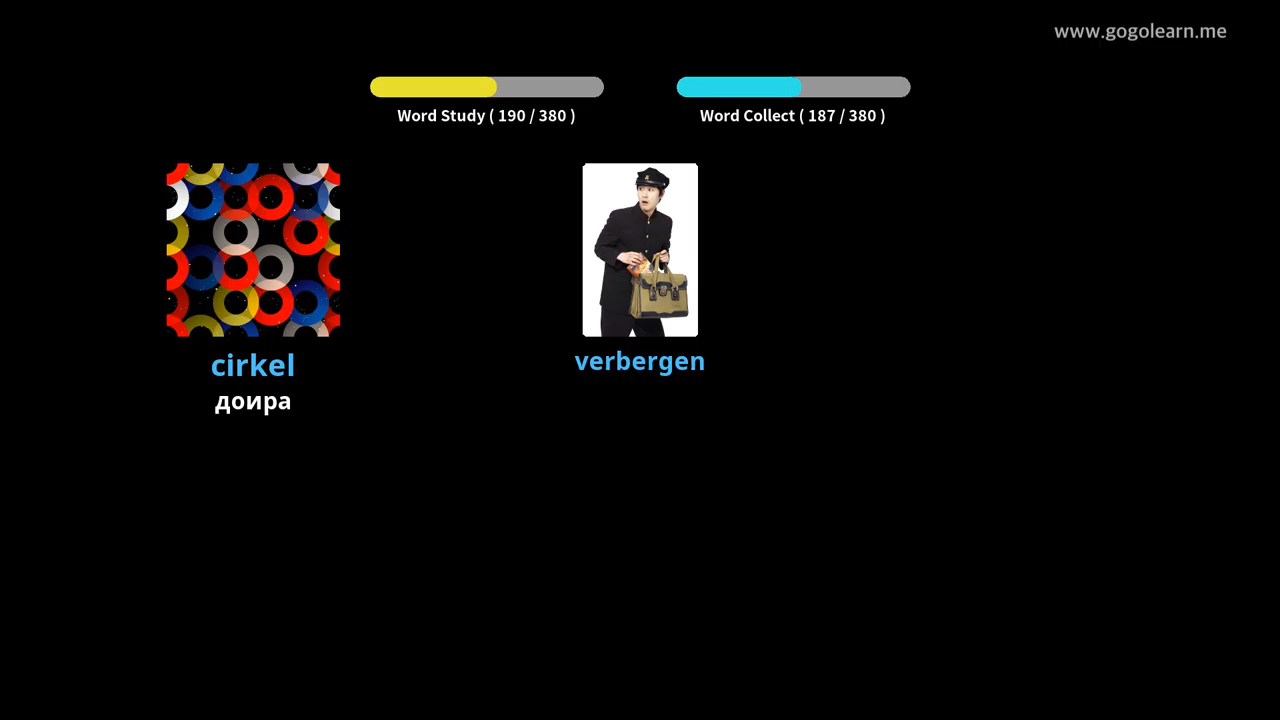 www.gogolearn.me
Word Study ( 190 / 380 )
Word Collect ( 187 / 380 )
cirkel
доира
verbergen